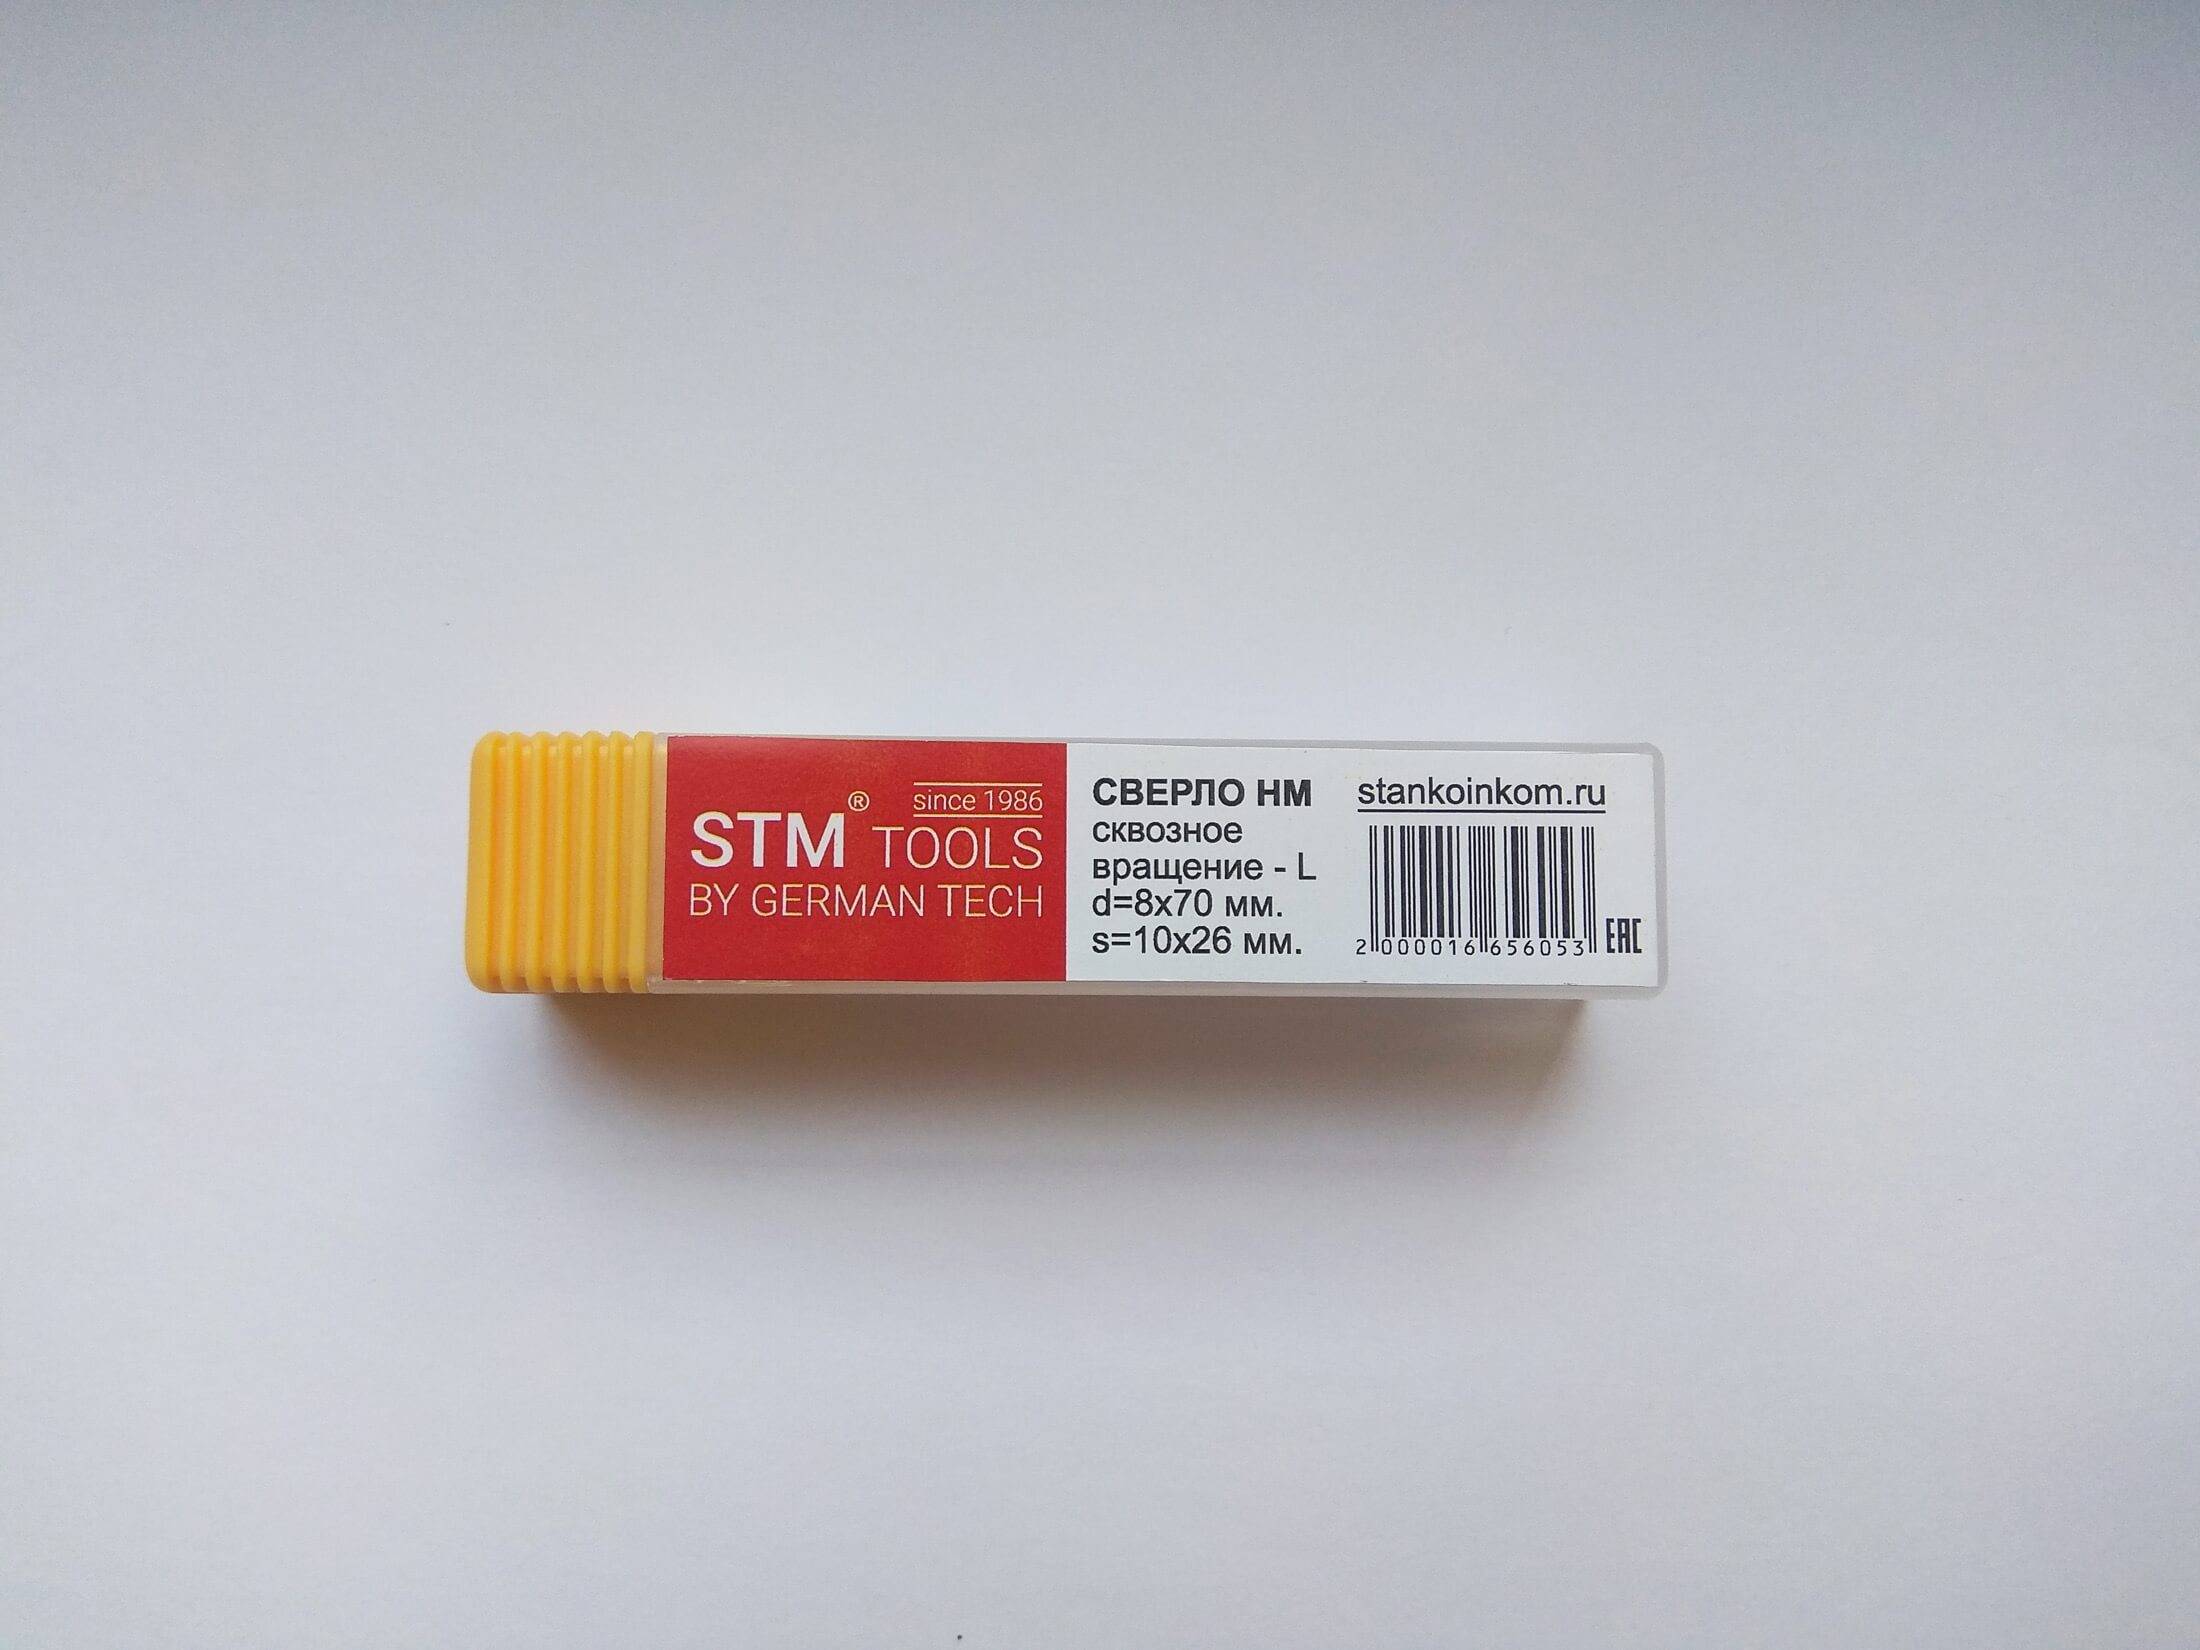 since 1986
STM® TOOLS
BY GERMAN TECH
СВЕРЛО HM
сквозное
вращение - L
d=8x70 мм.
s=10x26 мм.
stankoinkom.ru
2 000016 656053
EAC